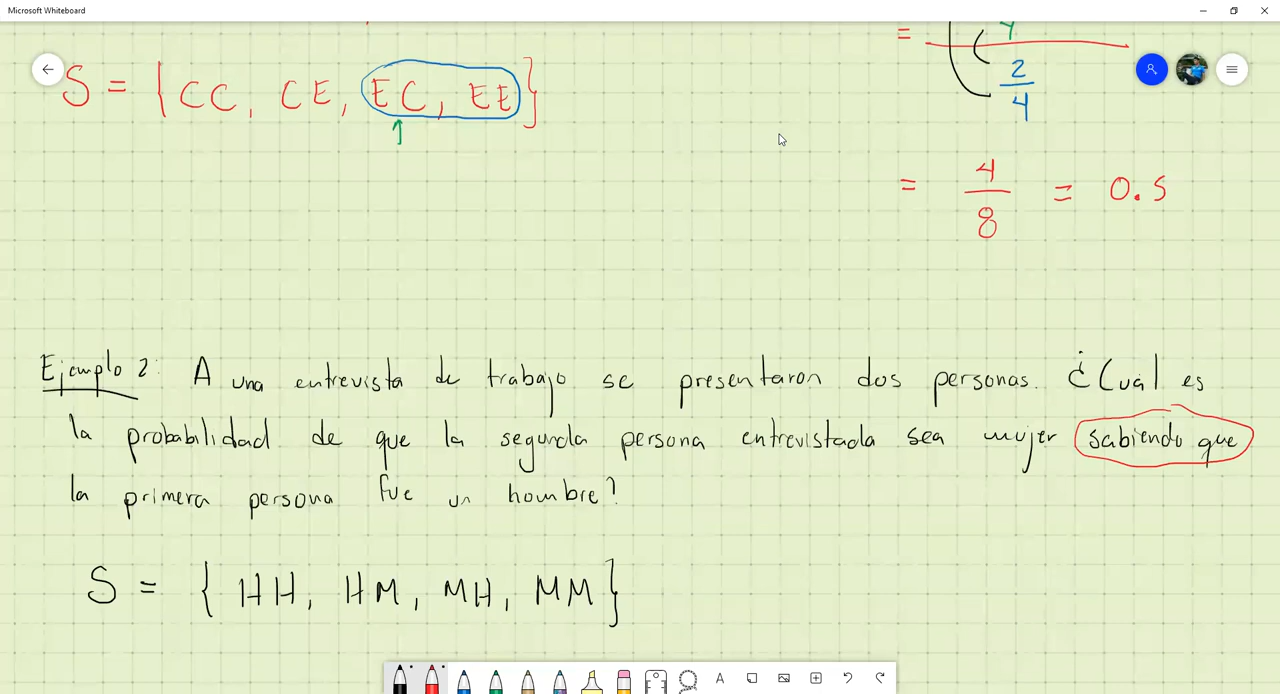 Microsoft Whiteboard
S = { CC, CE, EC, EE }
=
2
4
= 4/8 = 0.5
Ejemplo 2: A una entrevista de trabajo se presentaron dos personas. ¿Cuál es
la probabilidad de que la segunda persona entrevistada sea mujer sabiendo que
la primera persona fue un hombre?
S = { HH, HM, MH, MM }
A